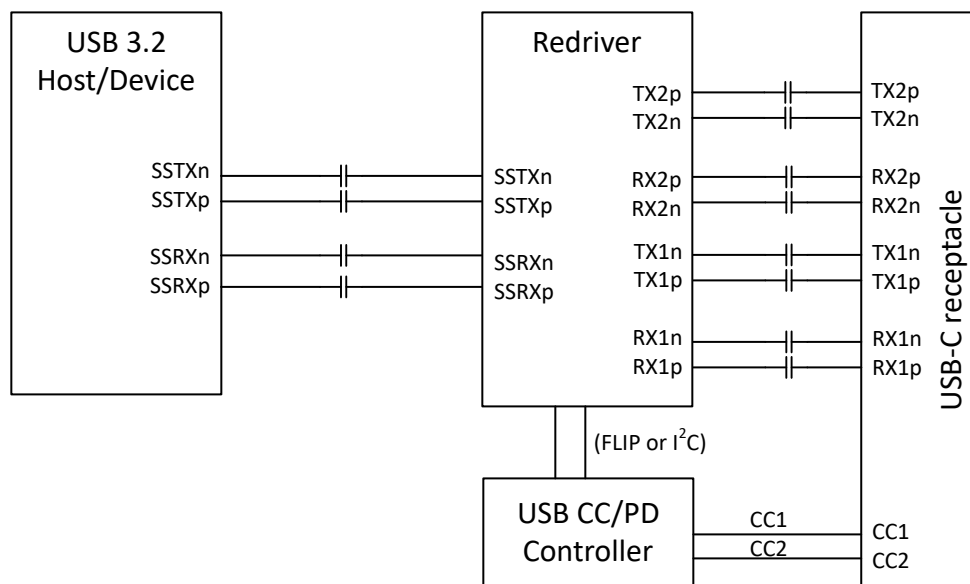 USB 3.2
Host/Device
SSTXn
SSTXp
SSRXn
SSRXp
Redriver
SSTXn
SSTXp
SSRXn
SSRXp
TX2p
TX2n
RX2p
RX2n
TX1n
TX1p
RX1n
RX1p
TX2p
TX2n
RX2p
RX2n
TX1n
TX1p
RX1n
RX1p
USB-C receptacle
(FLIP or I²C)
USB CC/PD
Controller
CC1
CC2
CC1
CC2